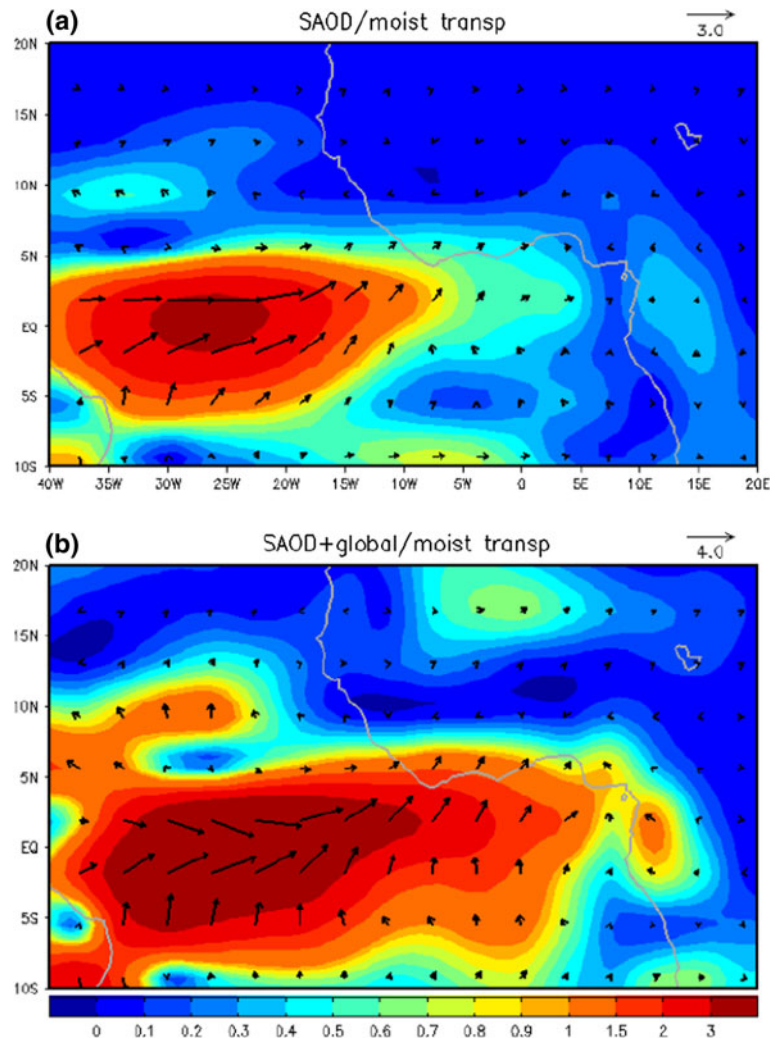 (a) SAOD/moist transp 3.0
20N
15N
10N
5N
EQ
5S
10S
40W 35W 30W 25W 20W 15W 10W 5W 0 5E 10E 15E 20E
(b) SAOD+global/moist transp 4.0
20N
15N
10N
5N
EQ
5S
10S
0 0.1 0.2 0.3 0.4 0.5 0.6 0.7 0.8 0.9 1 1.5 2 3